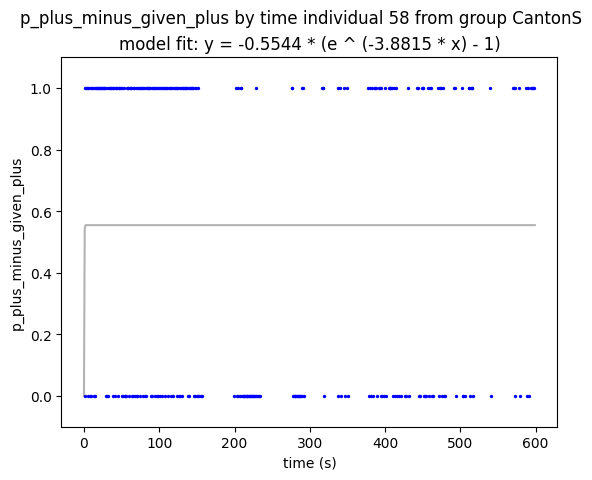 p_plus_minus_given_plus by time individual 58 from group CantonS
model fit: y = -0.5544 * (e ^ (-3.8815 * x) - 1)
1.0
0.8
0.6
0.4
0.2
0.0
p_plus_minus_given_plus
0 100 200 300 400 500 600
time (s)